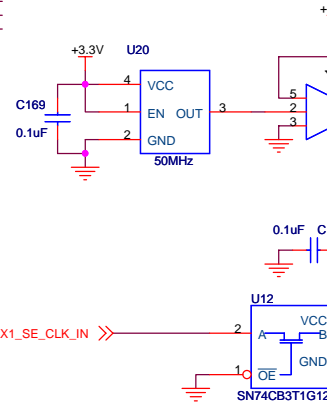 +
+3.3V
U20
4
VCC
C169
1
EN
OUT
3
0.1uF
2
GND
50MHz
5
2
3
0.1uF
C
U12
X1_SE_CLK_IN
2
A
VCC
B
1
OE
GND
SN74CB3T1G12